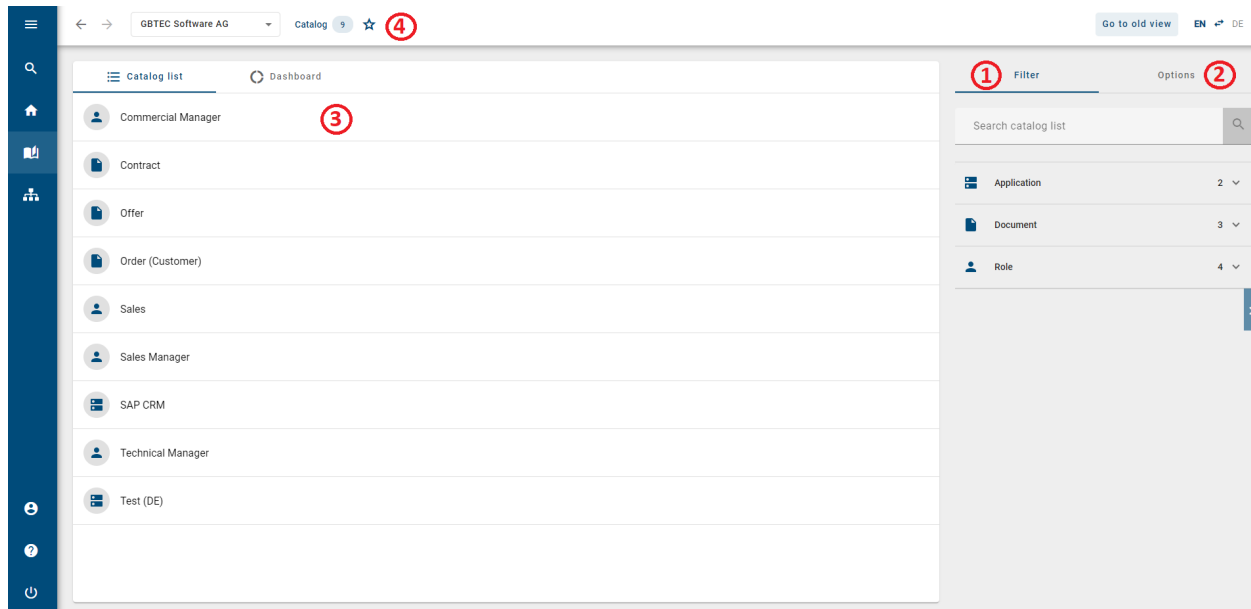 GBTEC Software AG
Catalog 9 4
Go to old view EN DE
Catalog list
Dashboard
1 Filter
Options 2
Commercial Manager
3
Search catalog list
Contract
Application 2
Offer
Document 3
Order (Customer)
Role 4
Sales
Sales Manager
SAP CRM
Technical Manager
Test (DE)